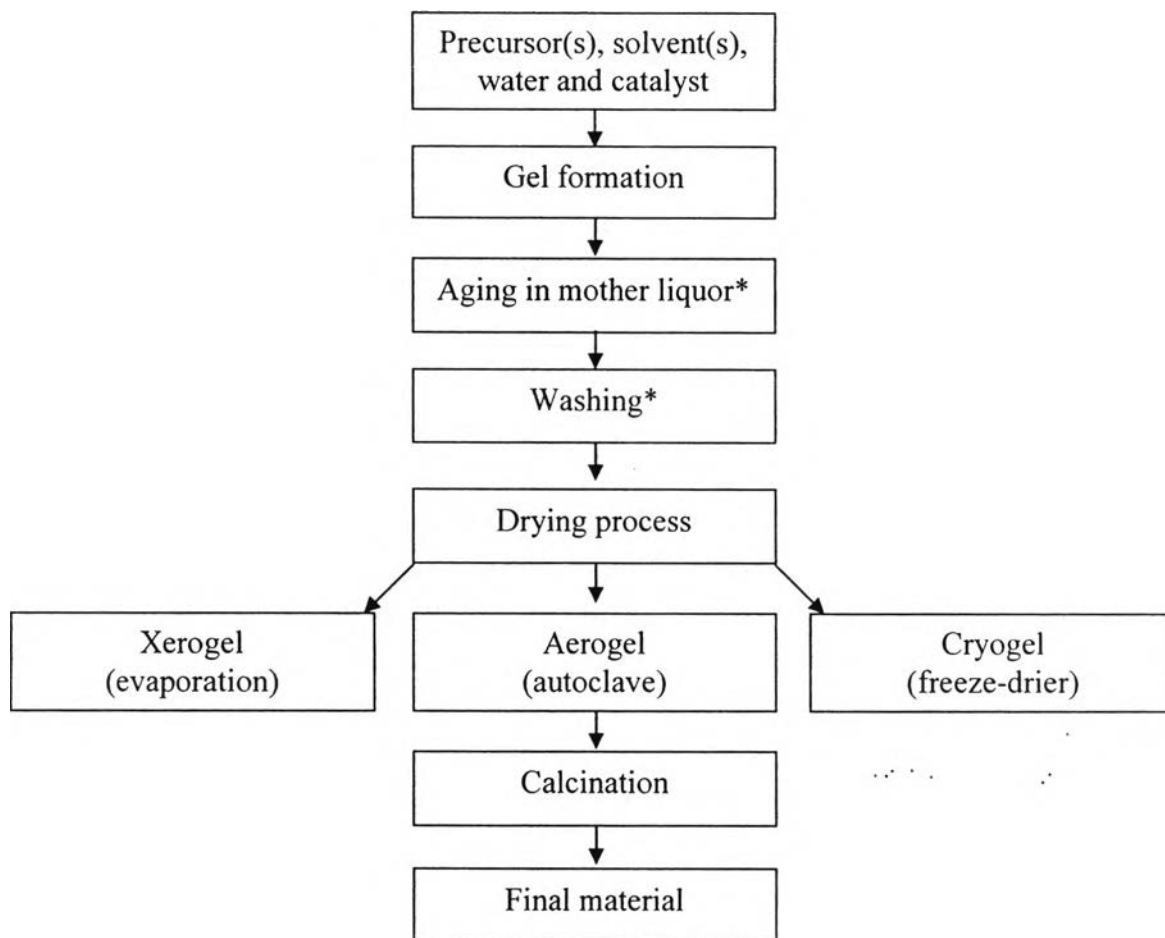 Precursor(s), solvent(s),
water and catalyst
Gel formation
Aging in mother liquor*
Washing*
Drying process
Xerogel
(evaporation)
Aerogel
(autoclave)
Cryogel
(freeze-drier)
Calcination
Final material